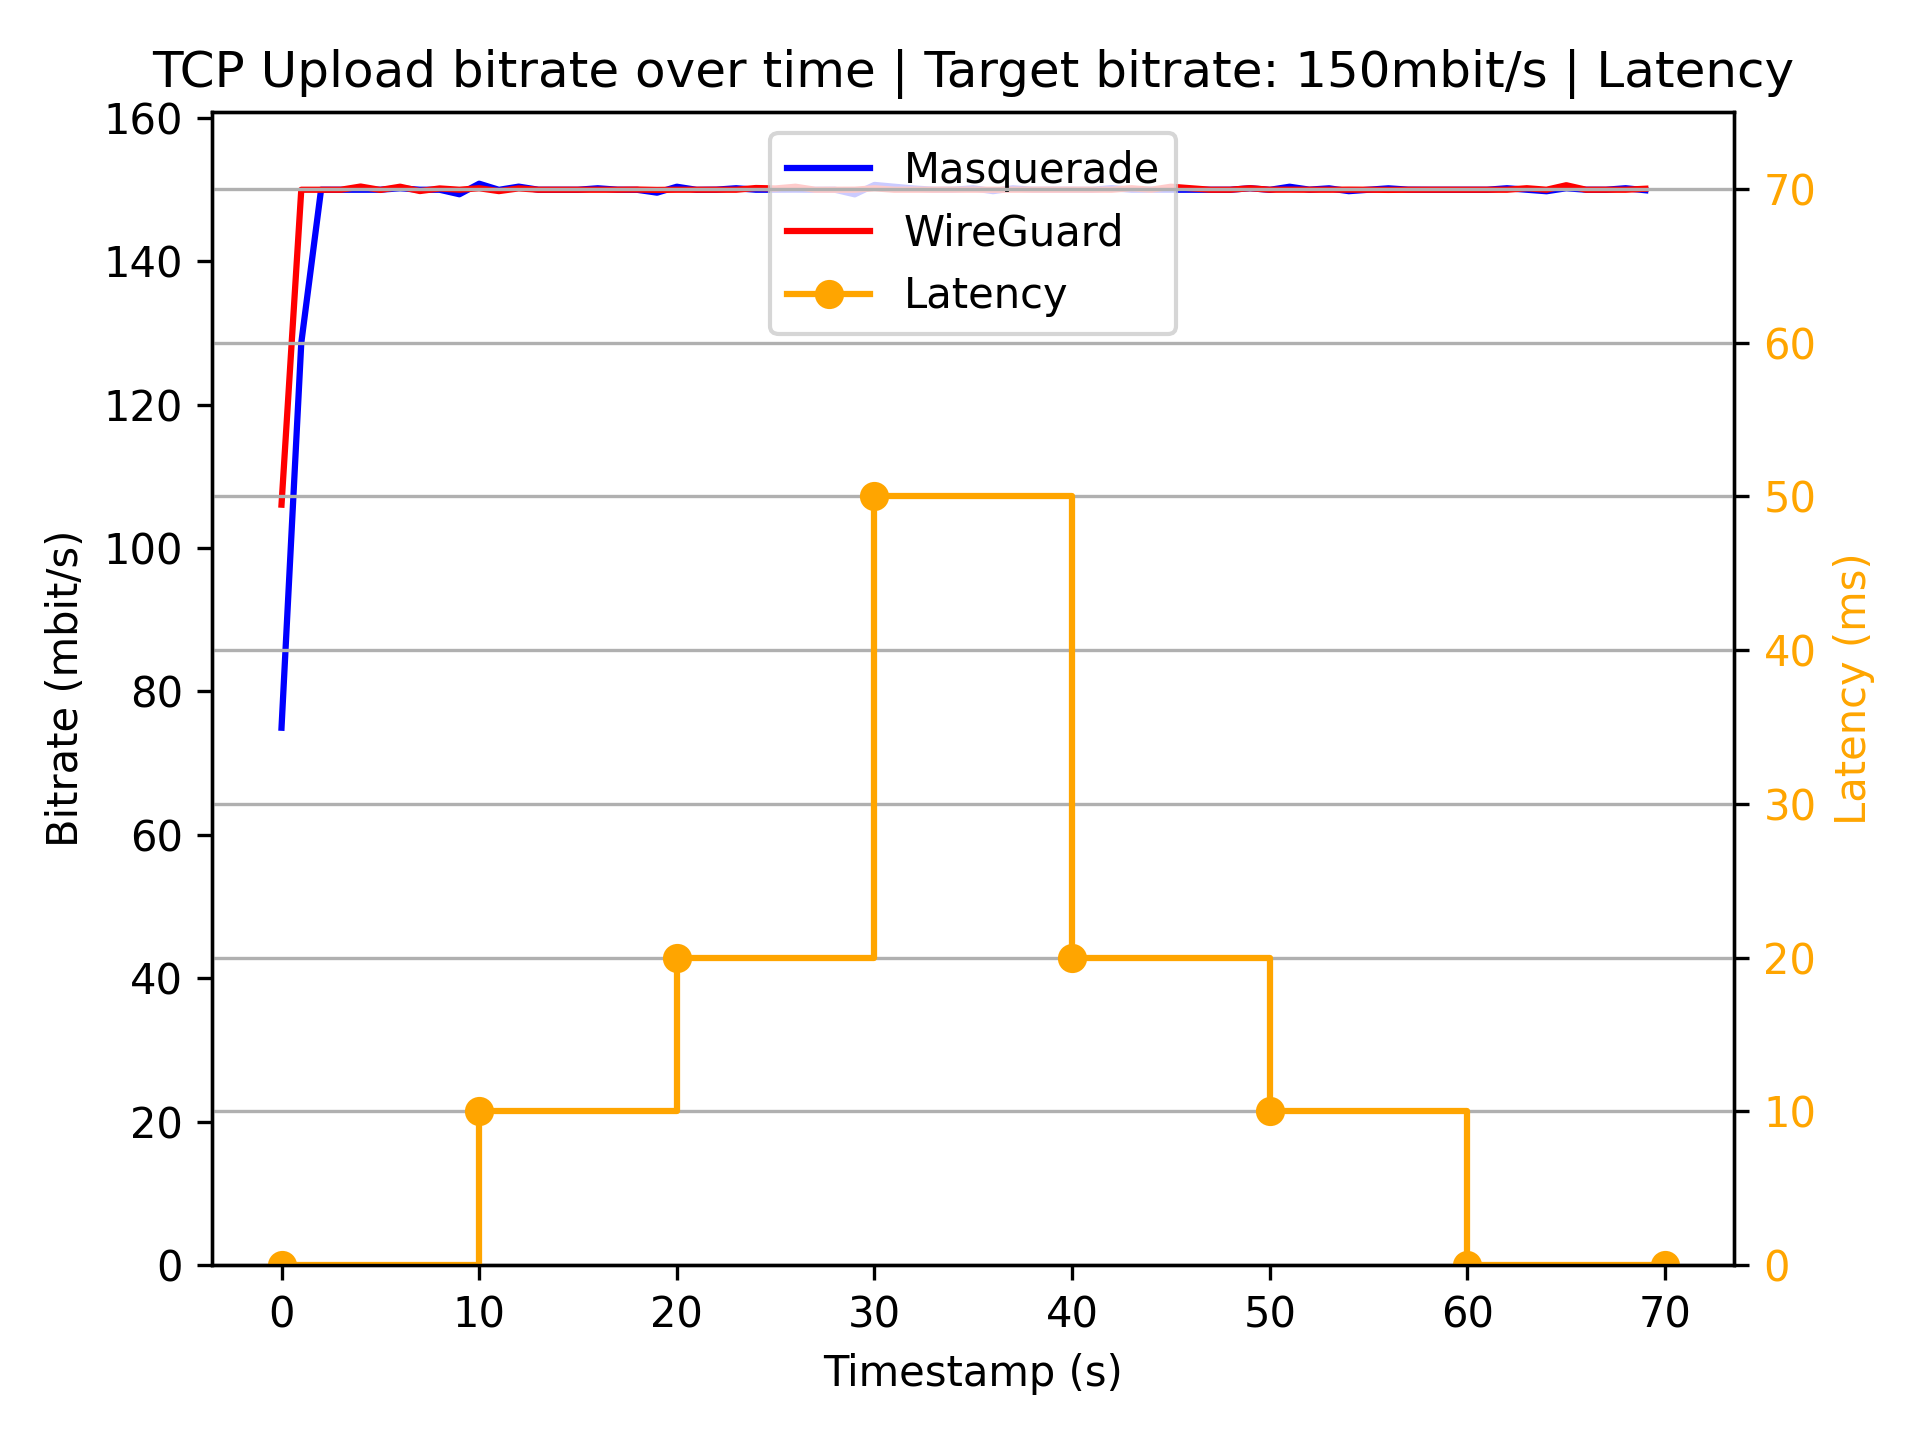 TCP Upload bitrate over time | Target bitrate: 150mbit/s | Latency
160
140
120
100
80
60
40
20
0
Bitrate (mbit/s)
Masquerade
WireGuard
Latency
70
60
50
40
30
20
10
0
Latency (ms)
0 10 20 30 40 50 60 70
Timestamp (s)